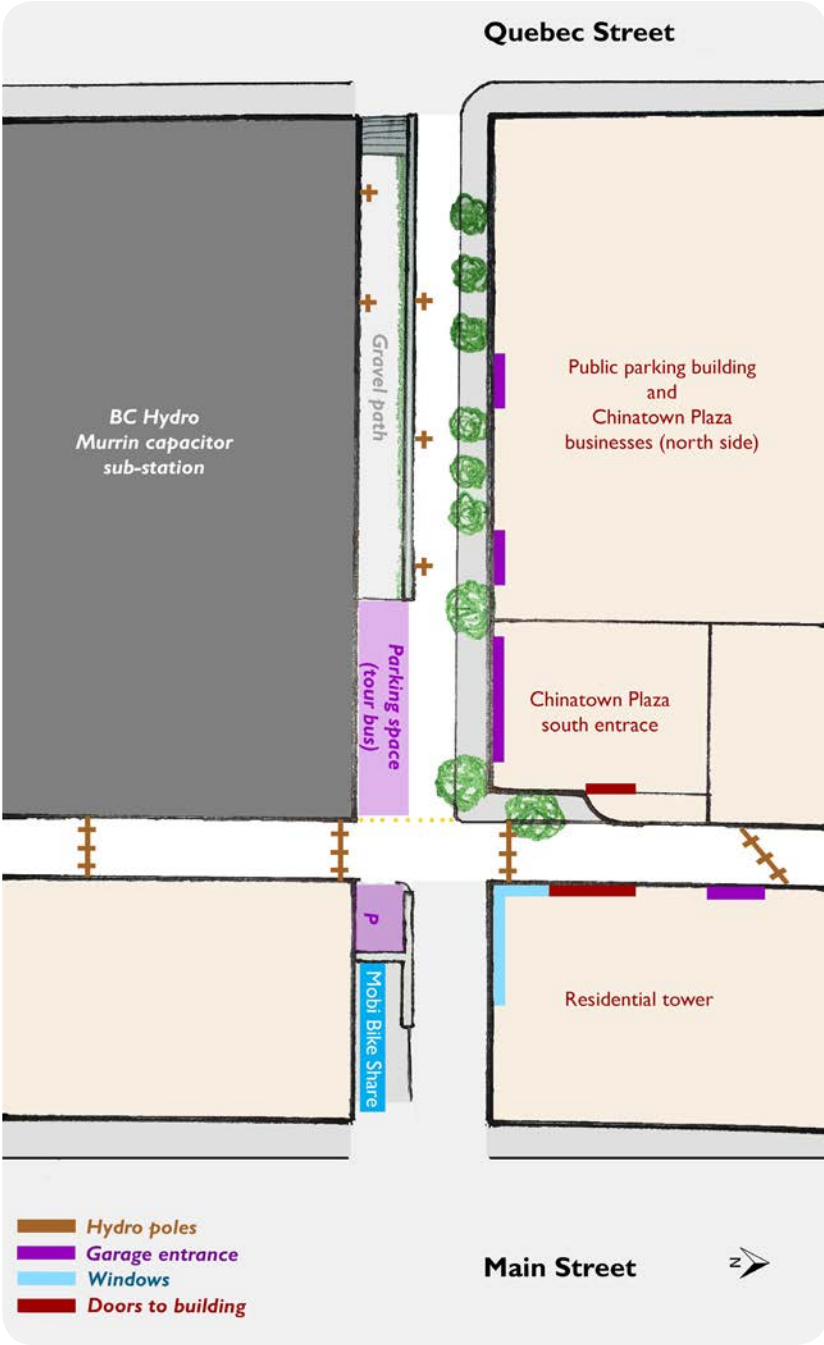 Quebec Street
Gravel path
BC Hydro
Murrin capacitor
sub-station
Public parking building
and
Chinatown Plaza
businesses (north side)
Parking space
(tour bus)
Chinatown Plaza
south entrace
P
Mobi Bike Share
Residential tower
Hydro poles
Garage entrance
Windows
Doors to building
Main Street
N